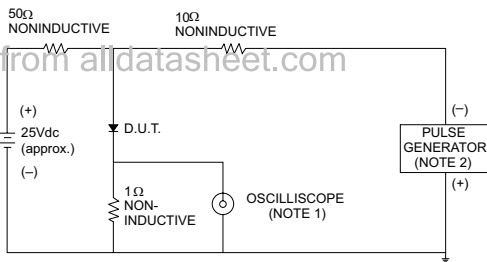 50Ω
NONINDUCTIVE
10Ω
NONINDUCTIVE
from alldatasheet.com
(+)
25Vdc
(approx.)
(–)
D.U.T.
1Ω
NON-
INDUCTIVE
OSCILLISCOPE
(NOTE 1)
(–)
PULSE
GENERATOR
(NOTE 2)
(+)